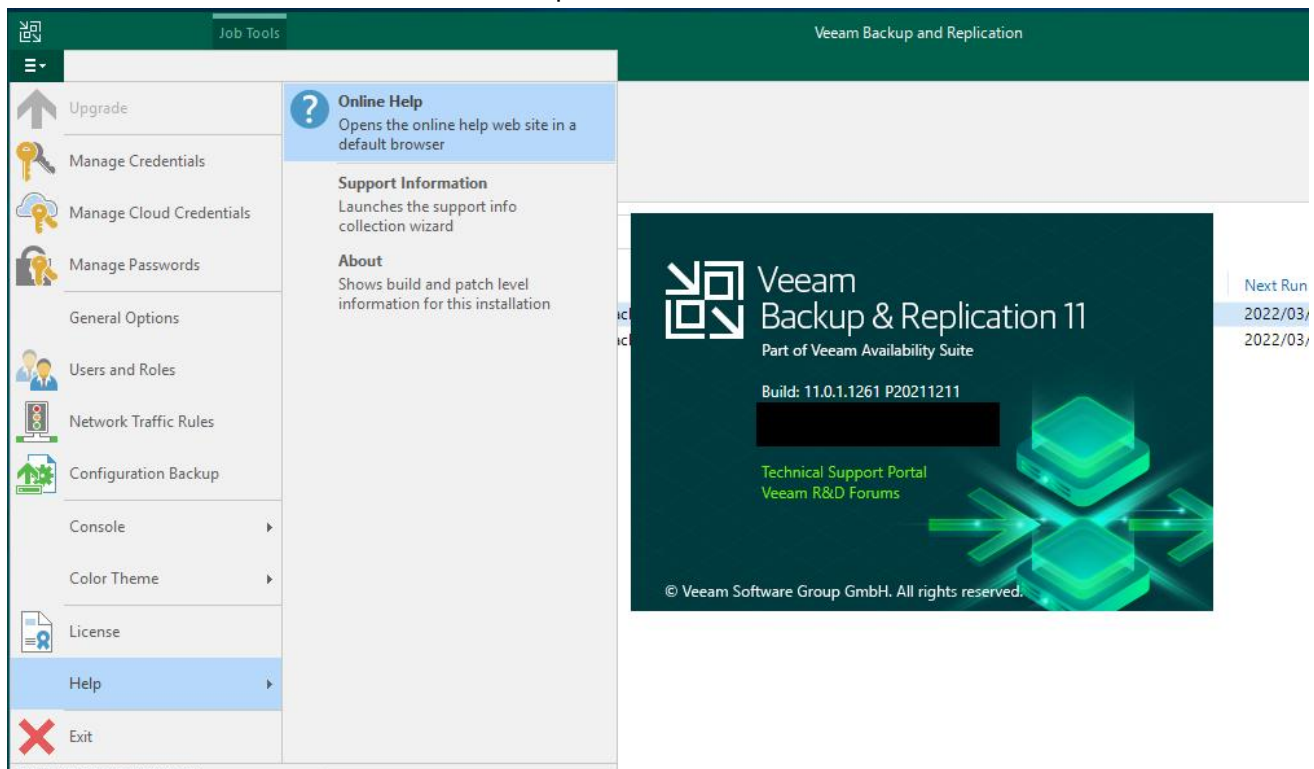 Job Tools
Veeam Backup and Replication
Upgrade
Manage Credentials
Manage Cloud Credentials
Manage Passwords
General Options
Users and Roles
Network Traffic Rules
Configuration Backup
Console
Color Theme
License
Help
Exit
Online Help
Opens the online help web site in a
default browser
Support Information
Launches the support info
collection wizard
About
Shows build and patch level
information for this installation
Veeam
Backup & Replication 11
Part of Veeam Availability Suite
Build: 11.0.1.1261 P20211211
Technical Support Portal
Veeam R&D Forums
© Veeam Software Group GmbH. All rights reserved.
Next Run
2022/03/
2022/03/